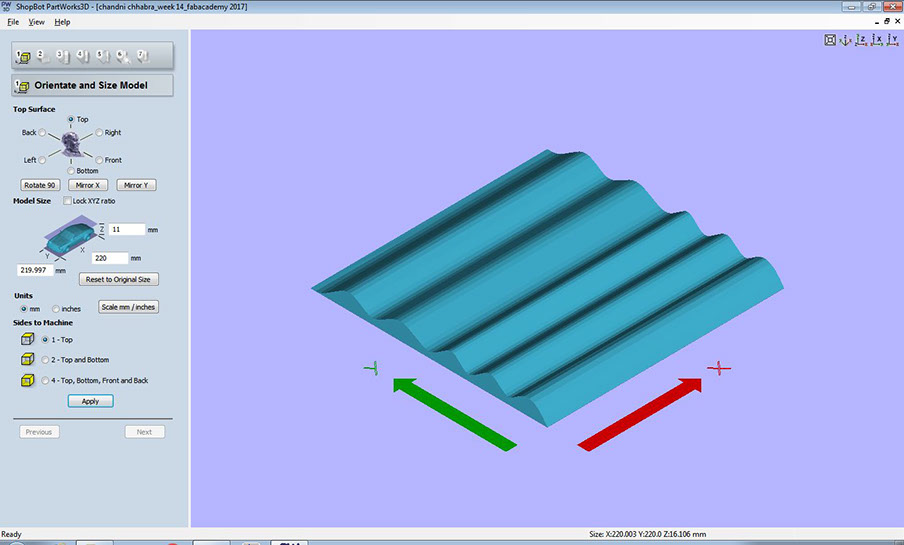 PW
3D
ShopBot PartWorks3D - [chandni chhabra_week 14_fabacademy 2017]
File View Help
1 2 3 4 5 6 7
1 Orientate and Size Model
Top Surface
Top
Back Right
Left Front
Bottom
Rotate 90 Mirror X Mirror Y
Model Size Lock XYZ ratio
Z 11 mm
Y X
220 mm
219.997 mm
Reset to Original Size
Units
mm inches Scale mm / inches
Sides to Machine
1 - Top
2 - Top and Bottom
4 - Top, Bottom, Front and Back
Apply
Previous Next
Z X Y
Ready
Size: X:220.003 Y:220.0 Z:16.106 mm